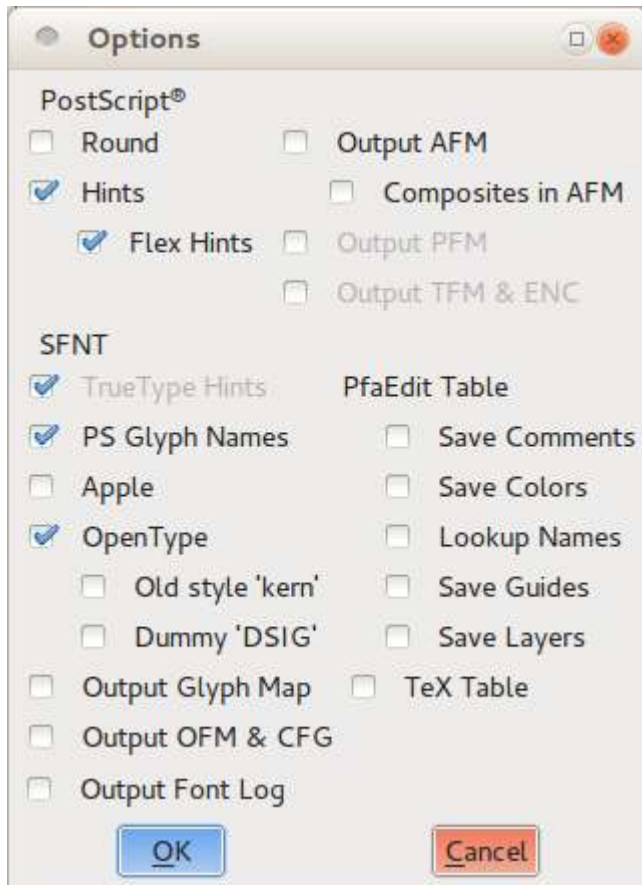 Options
PostScript®
Round Output AFM
Hints Composites in AFM
Flex Hints Output PFM
Output TFM & ENC
SFNT
TrueType Hints PfaEdit Table
PS Glyph Names Save Comments
Apple Save Colors
OpenType Lookup Names
Old style 'kern' Save Guides
Dummy 'DSIG' Save Layers
Output Glyph Map TeX Table
Output OFM & CFG
Output Font Log
OK Cancel